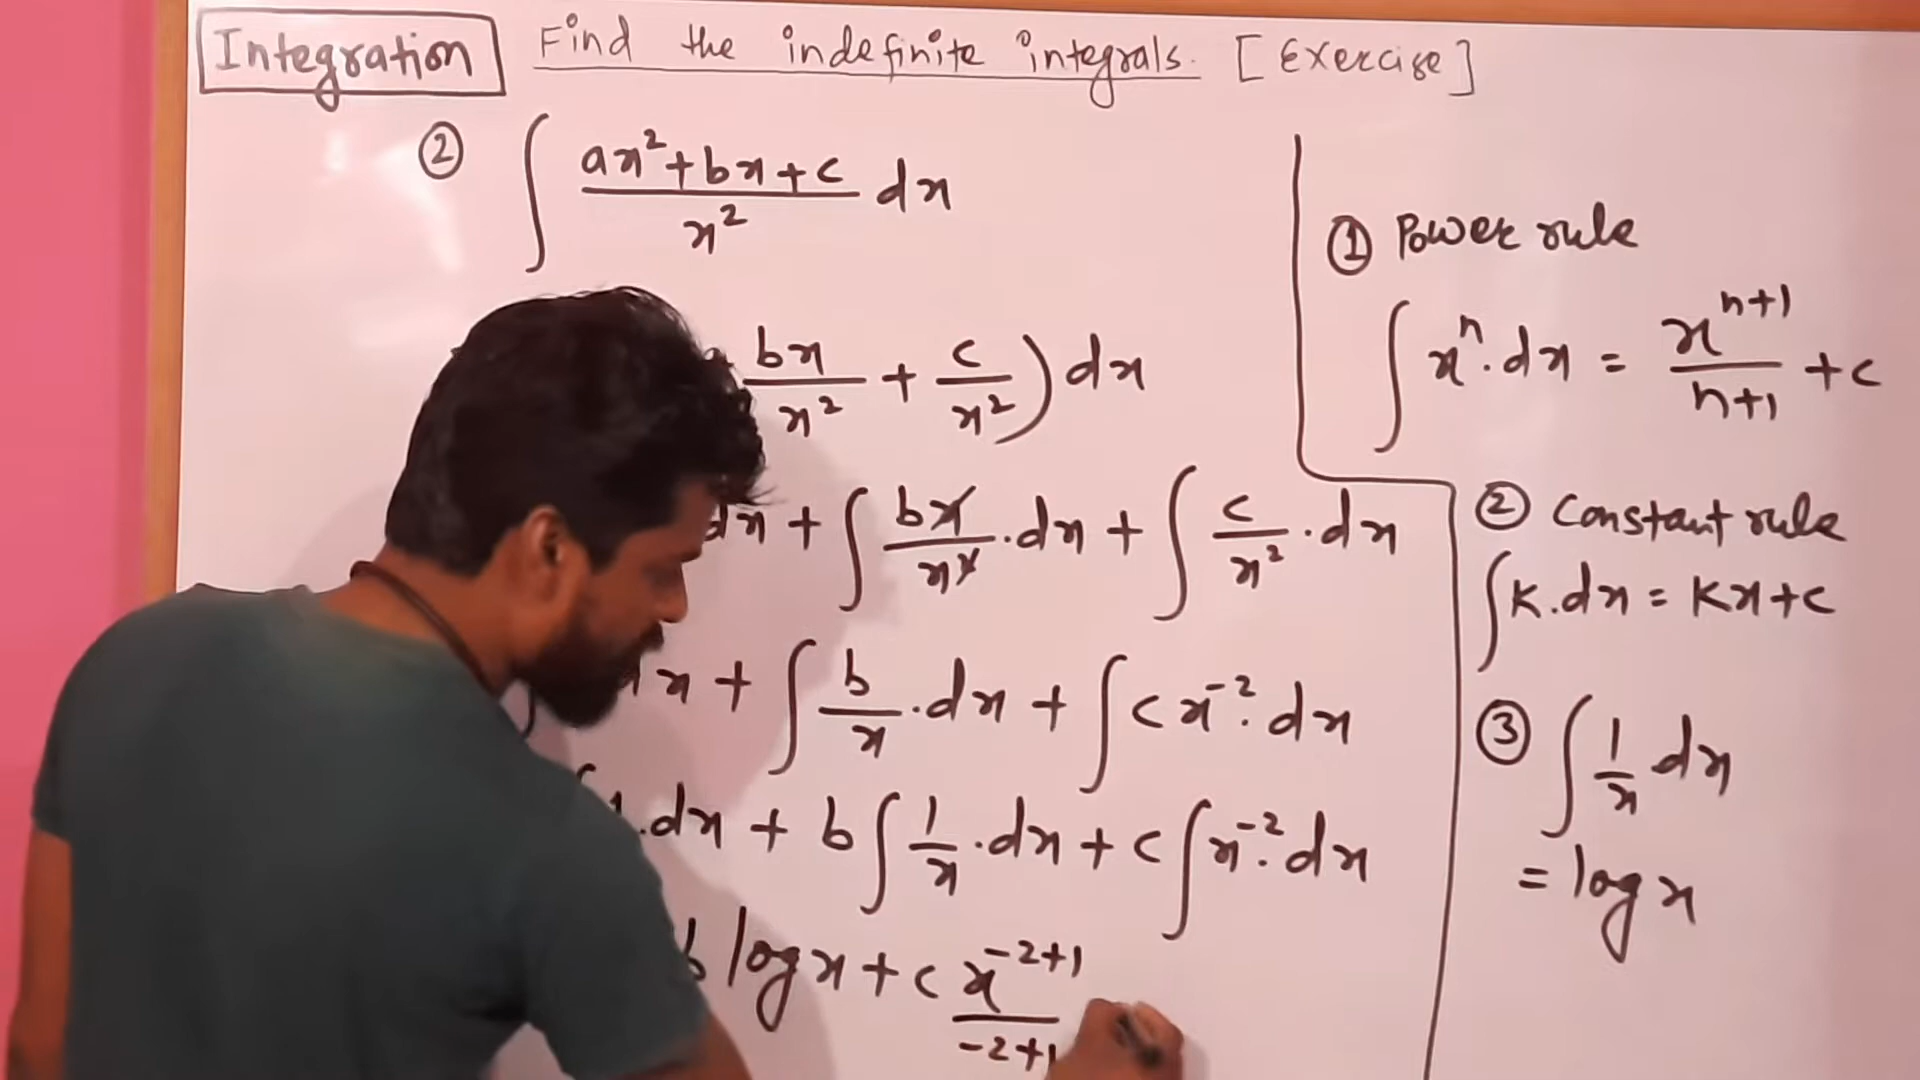 Integration Find the indefinite integrals. [Exercise]
② ∫ (ax²+bx+c)/x² dx
bx/x² + c/x²) dx
dx + ∫ bx/x² .dx + ∫ c/x² .dx
x + ∫ b/x .dx + ∫ cx⁻².dx
.dx + b∫ 1/x .dx + c∫ x⁻².dx
b log x + c x⁻²⁺¹/-2+1
① Power rule
∫ xⁿ.dx = xⁿ⁺¹/n+1 + c
② Constant rule
∫K.dx = Kx+c
③ ∫ 1/x dx
= log x